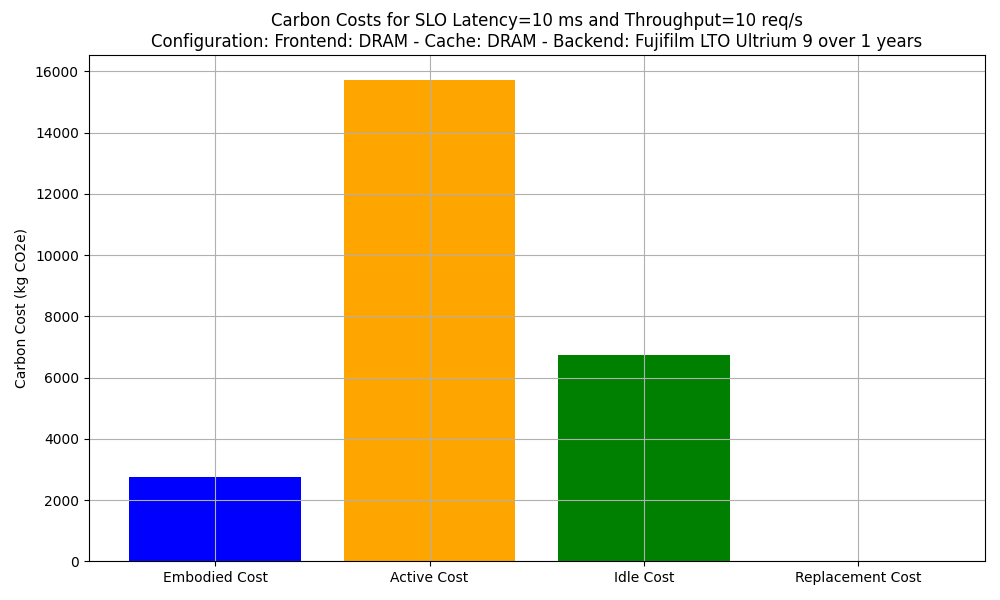 Carbon Costs for SLO Latency=10 ms and Throughput=10 req/s
Configuration: Frontend: DRAM - Cache: DRAM - Backend: Fujifilm LTO Ultrium 9 over 1 years
Carbon Cost (kg CO2e)
16000
14000
12000
10000
8000
6000
4000
2000
0
Embodied Cost
Active Cost
Idle Cost
Replacement Cost